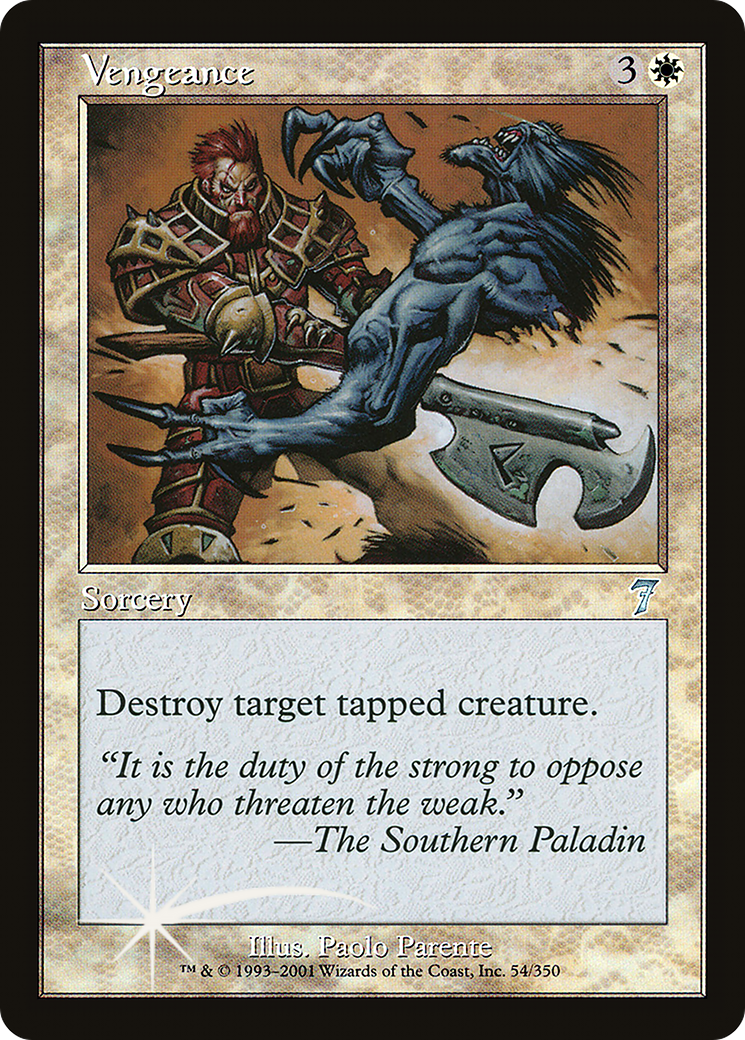 Vengeance 3
Sorcery 7
Destroy target tapped creature.
“It is the duty of the strong to oppose
any who threaten the weak.”
—The Southern Paladin
Illus. Paolo Parente
™ & © 1993–2001 Wizards of the Coast, Inc. 54/350